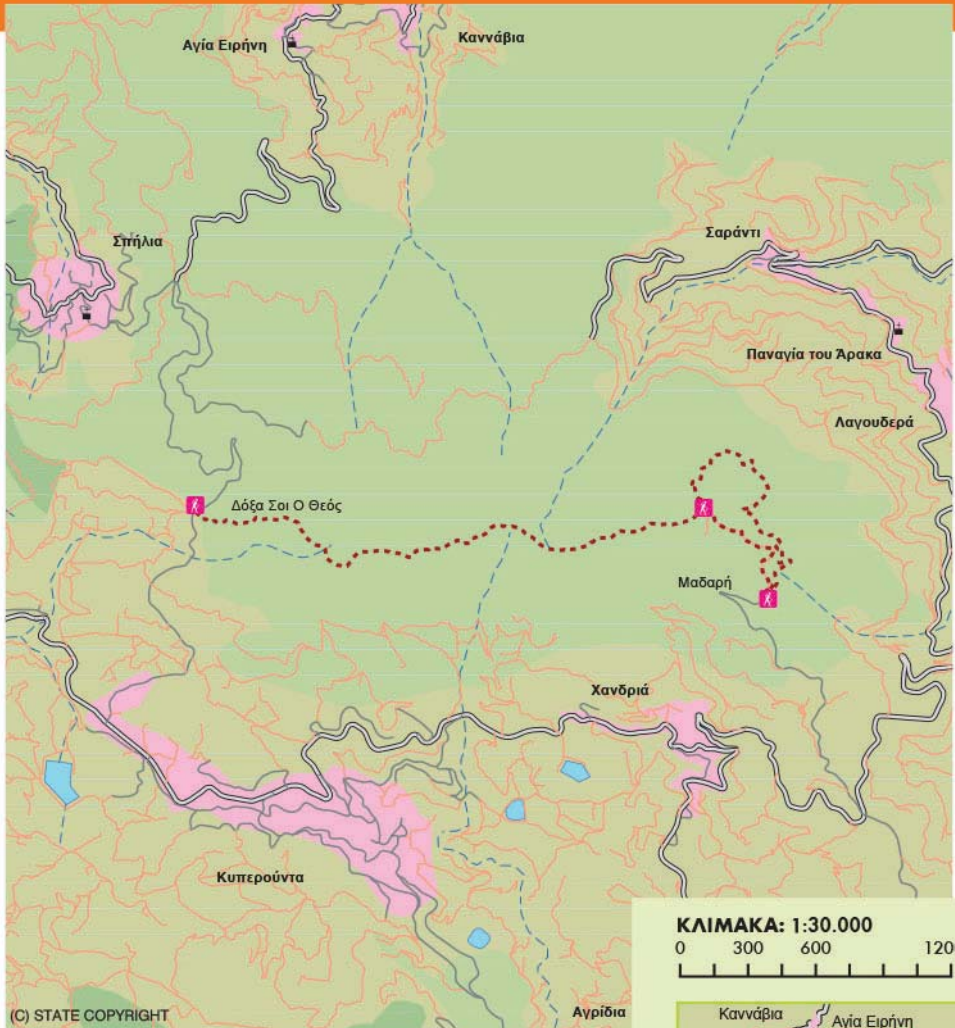 Αγία Ειρήνη
Καννάβια
Σπήλια
Σαράντι
Παναγία του Άρακα
Λαγουδερά
Δόξα Σοι Ο Θεός
Μαδαρή
Χανδριά
Κυπερούντα
ΚΛΙΜΑΚΑ: 1:30.000
0 300 600 120
Καννάβια Αγία Ειρήνη
Αγρίδια
(C) STATE COPYRIGHT